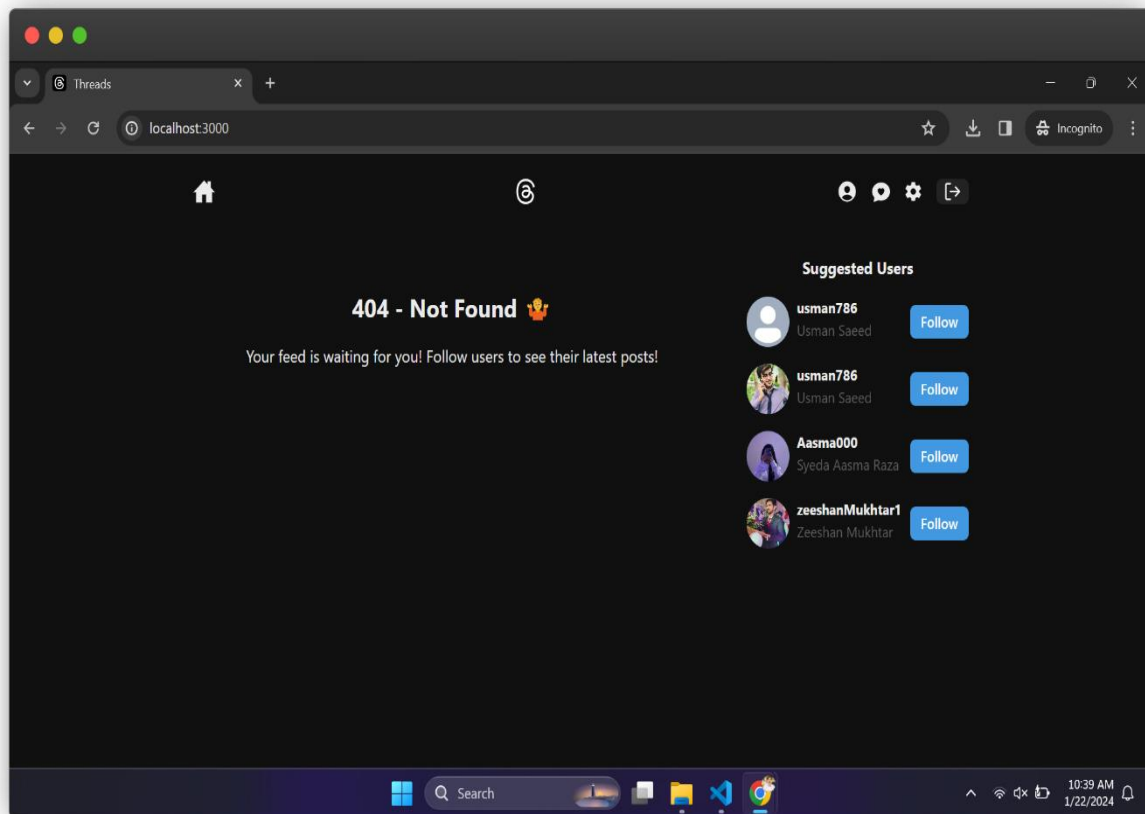 Threads
localhost:3000
Incognito
Suggested Users
404 - Not Found 🤷
Your feed is waiting for you! Follow users to see their latest posts!
usman786
Usman Saeed
Follow
usman786
Usman Saeed
Follow
Aasma000
Syeda Aasma Raza
Follow
zeeshanMukhtar1
Zeeshan Mukhtar
Follow
Search
10:39 AM
1/22/2024